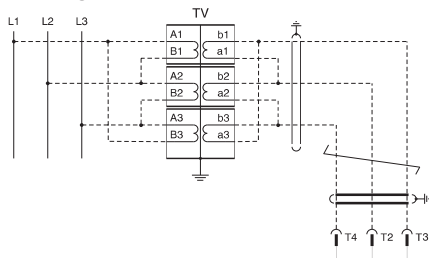 TV
L1 L2 L3
A1 b1
B1 a1
A2 b2
B2 a2
A3 b3
B3 a3
T4 T2 T3